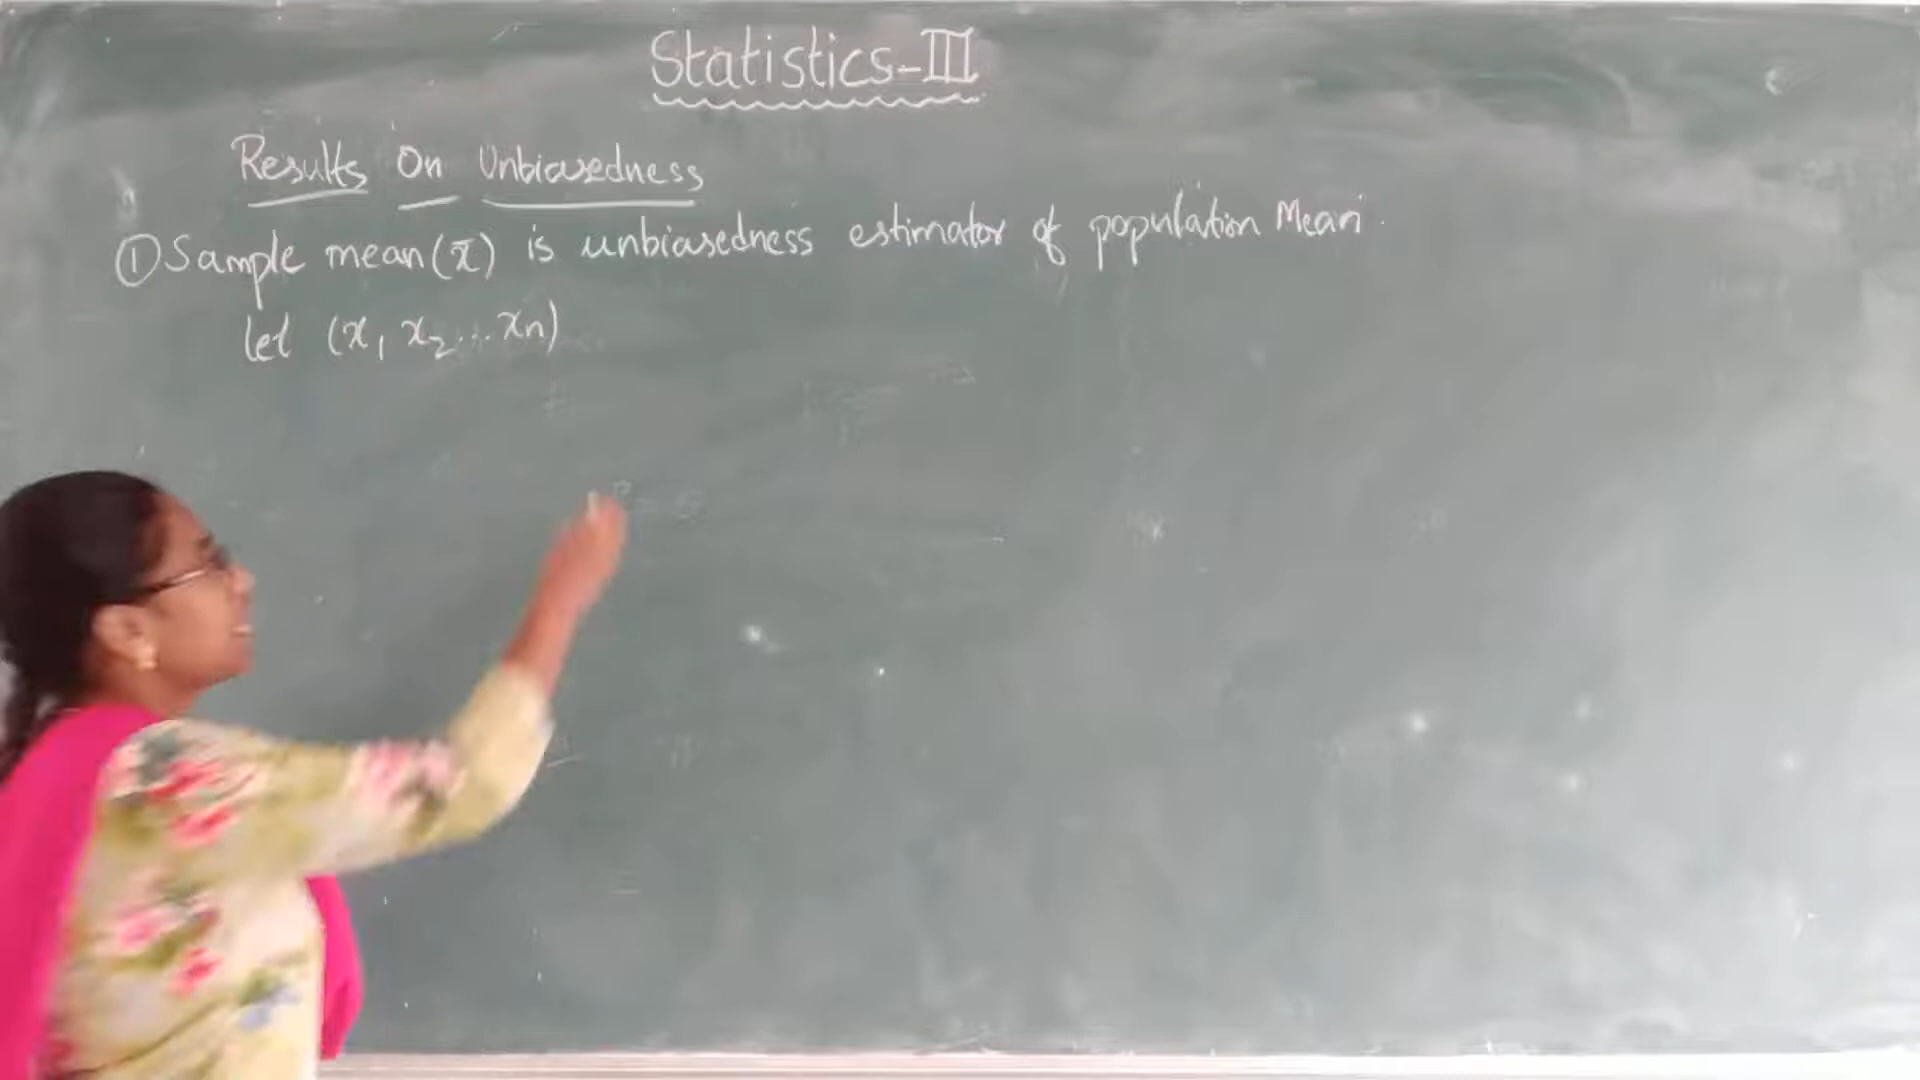 Statistics-III
Results On Unbiasedness
① Sample mean (x̄) is unbiasedness estimator of population Mean.
let (x₁ x₂... xn)